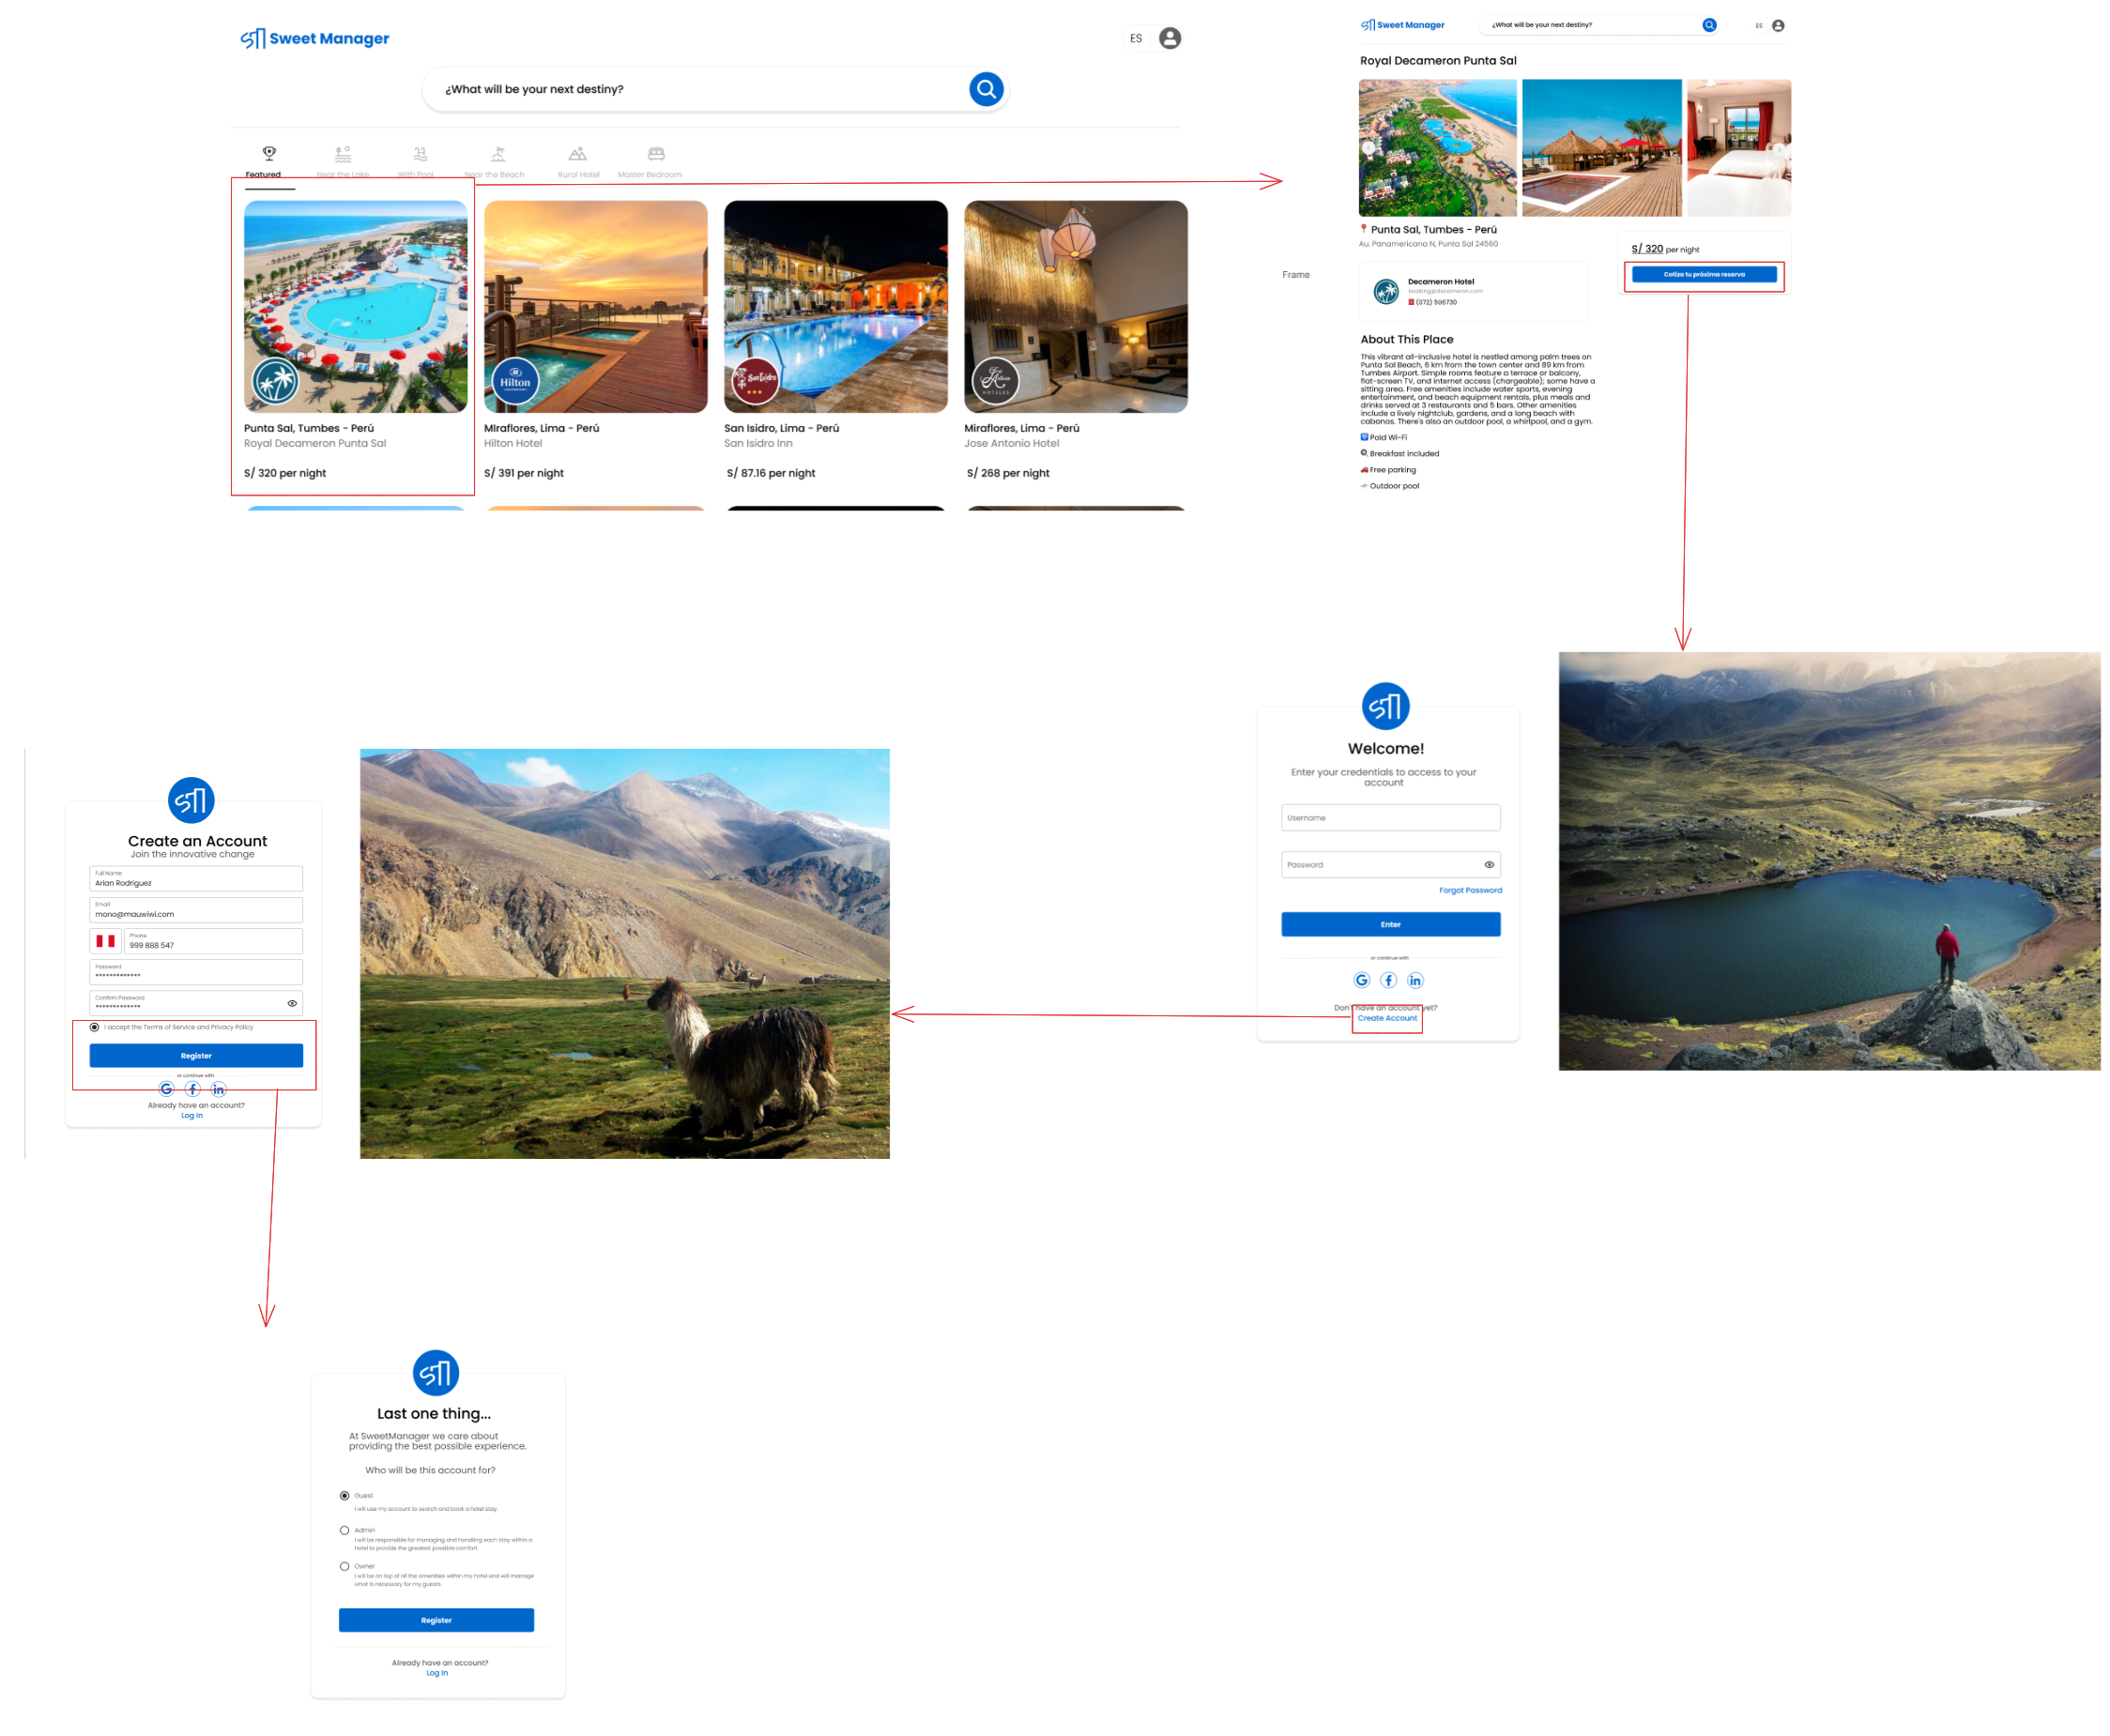 Sweet Manager
ES
¿What will be your next destiny?
Featured
Near the Lake
With Pool
Near the Beach
Rural Hotel
Master Bedroom
Hilton
San Isidro
José Antonio
HOTELES
Punta Sal, Tumbes - Perú
Royal Decameron Punta Sal
S/ 320 per night
MIraflores, Lima - Perú
Hilton Hotel
S/ 391 per night
San Isidro, Lima - Perú
San Isidro Inn
S/ 87.16 per night
Miraflores, Lima - Perú
Jose Antonio Hotel
S/ 268 per night
Sweet Manager
¿What will be your next destiny?
ES
Royal Decameron Punta Sal
Punta Sal, Tumbes - Perú
Au. Panamericana N, Punta Sol 24560
S/ 320 per night
Cotiza tu próxima reserva
Frame
Decameron Hotel
booking@decameron.com
(072) 596730
About This Place
This vibrant all-inclusive hotel is nestled among palm trees on
Punta Sal Beach, 6 km from the town center and 89 km from
Tumbes Airport. Simple rooms feature a terrace or balcony,
flat-screen TV, and internet access (chargeable); some have a
sitting area. Free amenities include water sports, evening
entertainment, and beach equipment rentals, plus meals and
drinks served at 3 restaurants and 5 bars. Other amenities
include a lively nightclub, gardens, and a long beach with
cabanas. There's also an outdoor pool, a whirlpool, and a gym.
Paid Wi-Fi
Breakfast included
Free parking
Outdoor pool
Welcome!
Enter your credentials to access to your
account
Username
Password
Forgot Password
Enter
or continue with
Don't have an account yet?
Create Account
Create an Account
Join the innovative change
Full Name
Arian Rodriguez
Email
mono@mauwiwi.com
Phone
999 888 547
Password
*************
Confirm Password
*************
I accept the Terms of Service and Privacy Policy
Register
or continue with
Already have an account?
Log In
Last one thing...
At SweetManager we care about
providing the best possible experience.
Who will be this account for?
Guest
I will use my account to search and book a hotel stay.
Admin
I will be responsible for managing and handling each stay within a
hotel to provide the greatest possible comfort
Owner
I will be on top of all the amenities within my hotel and will manage
what is necessary for my guests.
Register
Already have an account?
Log In